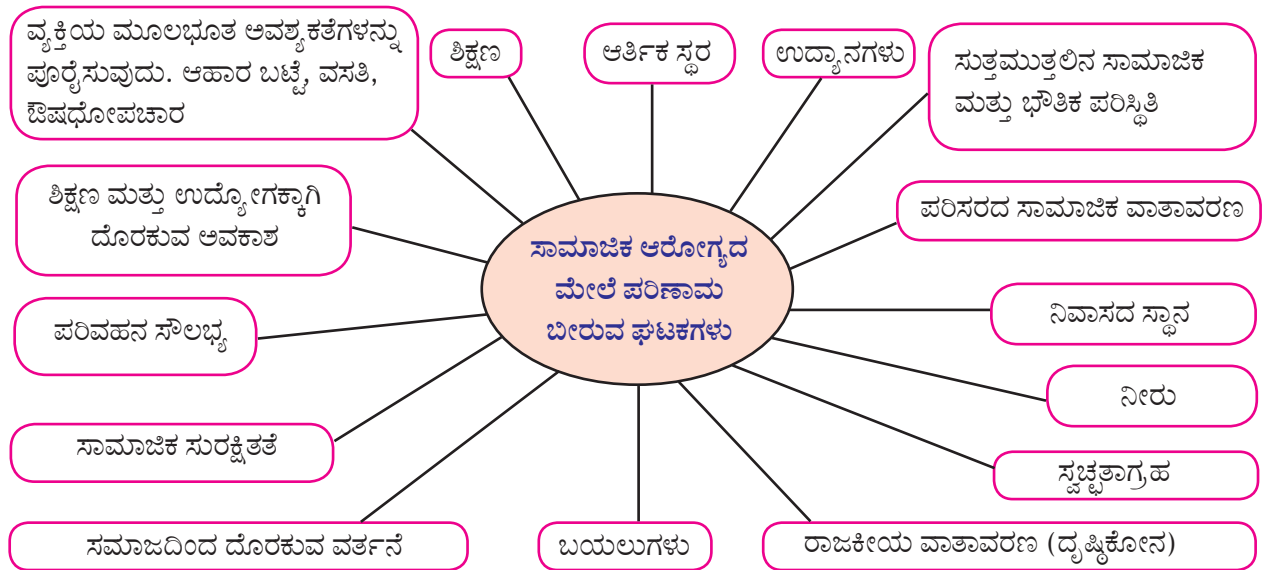 ವ್ಯಕ್ತಿಯ ಮೂಲಭೂತ ಅವಶ್ಯಕತೆಗಳನ್ನು
ಪೂರೈಸುವುದು. ಆಹಾರ ಬಟ್ಟೆ, ವಸತಿ,
ಔಷಧೋಪಚಾರ
ಶಿಕ್ಷಣ
ಆರ್ತಿಕ ಸ್ಥರ
ಉದ್ಯಾನಗಳು
ಸುತ್ತಮುತ್ತಲಿನ ಸಾಮಾಜಿಕ
ಮತ್ತು ಭೌತಿಕ ಪರಿಸ್ಥಿತಿ
ಶಿಕ್ಷಣ ಮತ್ತು ಉದ್ಯೋಗಕ್ಕಾಗಿ
ದೊರಕುವ ಅವಕಾಶ
ಪರಿಸರದ ಸಾಮಾಜಿಕ ವಾತಾವರಣ
ಸಾಮಾಜಿಕ ಆರೋಗ್ಯದ
ಮೇಲೆ ಪರಿಣಾಮ
ಬೀರುವ ಘಟಕಗಳು
ಪರಿವಹನ ಸೌಲಭ್ಯ
ನಿವಾಸದ ಸ್ಥಾನ
ನೀರು
ಸಾಮಾಜಿಕ ಸುರಕ್ಷಿತತೆ
ಸ್ವಚ್ಛತಾಗ್ರಹ
ಸಮಾಜದಿಂದ ದೊರಕುವ ವರ್ತನೆ
ಬಯಲುಗಳು
ರಾಜಕೀಯ ವಾತಾವರಣ (ದೃಷ್ಠಿಕೋನ)